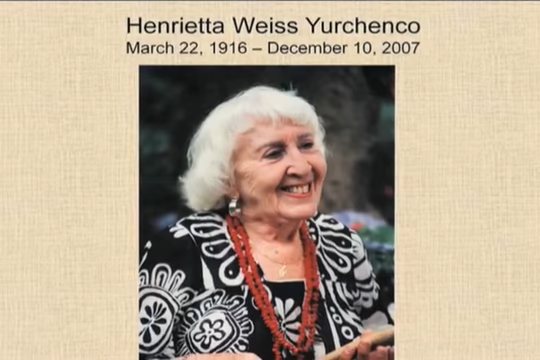 Henrietta Weiss Yurchenco
March 22, 1916 – December 10, 2007